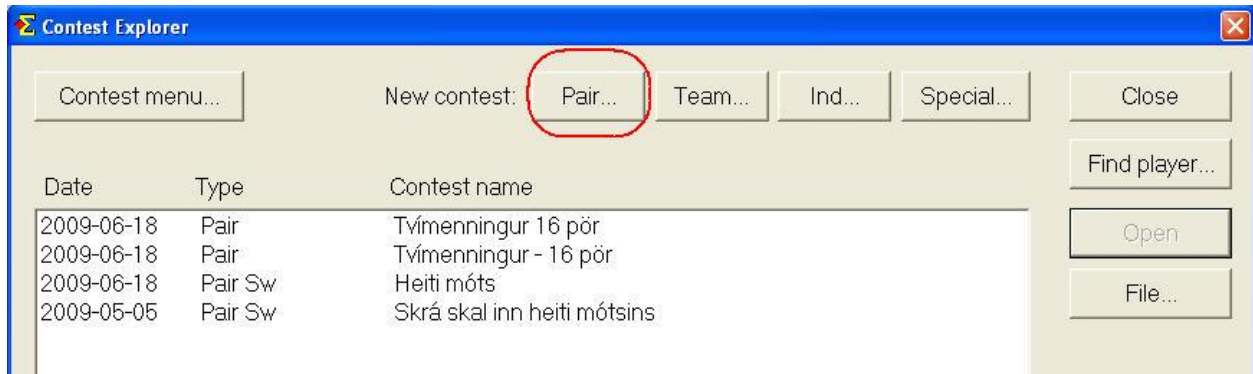 Contest Explorer
Contest menu... New contest: Pair... Team... Ind... Special... Close
Find player...
Date Type Contest name
2009-06-18 Pair Tvímenningur 16 pör
2009-06-18 Pair Tvímenningur - 16 pör
2009-06-18 Pair Sw Heiti móts
2009-05-05 Pair Sw Skrá skal inn heiti mótsins
Open
File...